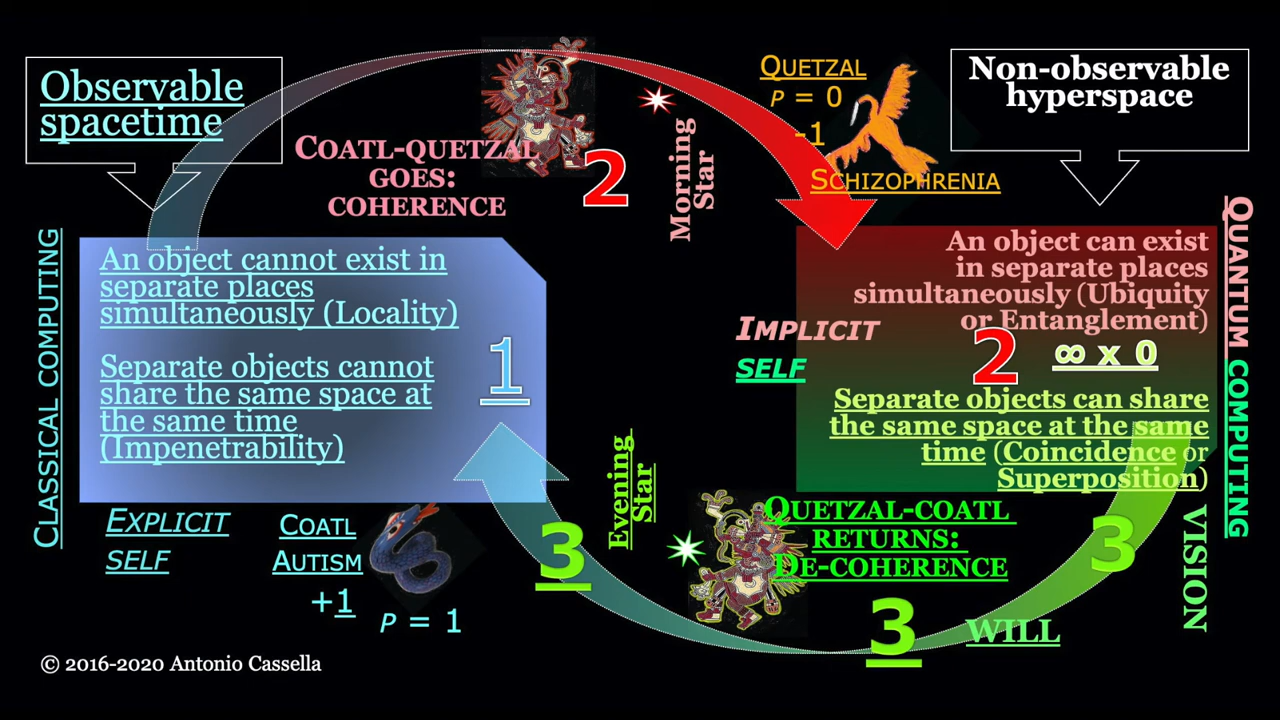 Observable
spacetime
COATL-QUETZAL
GOES:
COHERENCE
2
Morning
Star
QUETZAL
P = 0
-1
SCHIZOPHRENIA
Non-observable
hyperspace
CLASSICAL COMPUTING
An object cannot exist in
separate places
simultaneously (Locality)
Separate objects cannot
share the same space at
the same time
(Impenetrability)
1
IMPLICIT
SELF
An object can exist
in separate places
simultaneously (Ubiquity
or Entanglement)
2
∞ x 0
Separate objects can share
the same space at the same
time (Coincidence or
Superposition)
QUANTUM COMPUTING
EXPLICIT
SELF
COATL
AUTISM
+1
P = 1
3
Evening
Star
QUETZAL-COATL
RETURNS:
DE-COHERENCE
3
3
WILL
VISION
© 2016-2020 Antonio Cassella